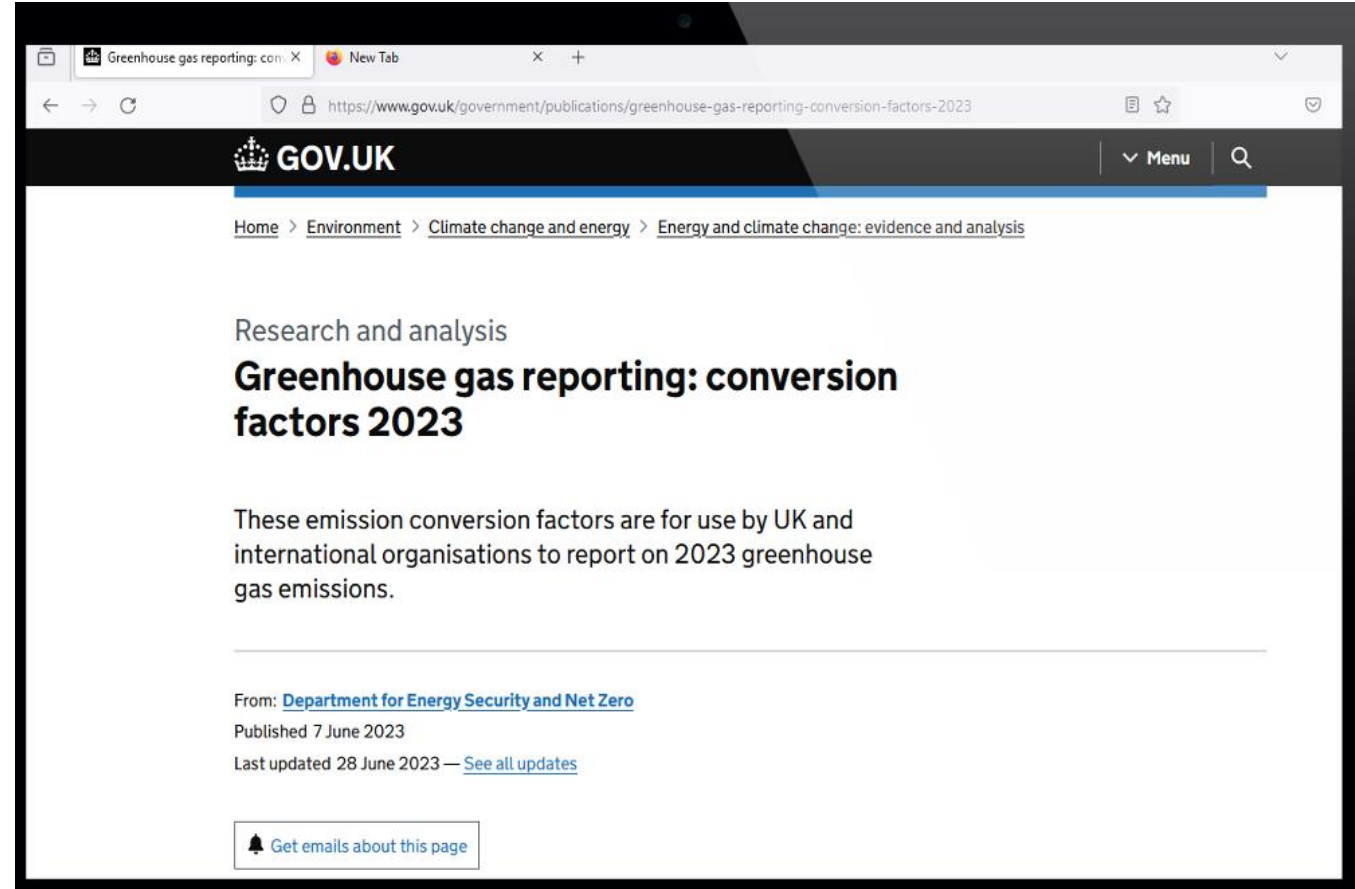 Greenhouse gas reporting: con
New Tab
https://www.gov.uk/government/publications/greenhouse-gas-reporting-conversion-factors-2023
GOV.UK
Menu
Home > Environment > Climate change and energy > Energy and climate change: evidence and analysis
Research and analysis
Greenhouse gas reporting: conversion
factors 2023
These emission conversion factors are for use by UK and
international organisations to report on 2023 greenhouse
gas emissions.
From: Department for Energy Security and Net Zero
Published 7 June 2023
Last updated 28 June 2023 — See all updates
Get emails about this page